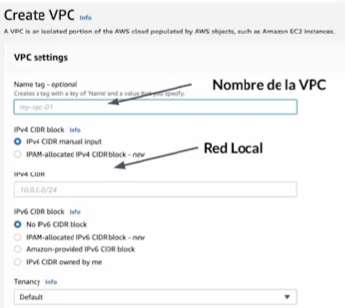 Create VPC Info
A VPC is an isolated portion of the AWS cloud populated by AWS objects, such as Amazon EC2 instances.
VPC settings
Name tag - optional
Creates a tag with a key of 'Name' and a value that you specify.
Nombre de la VPC
my-vpc-01
IPv4 CIDR block Info
IPv4 CIDR manual input
IPAM-allocated IPv4 CIDR block - new
Red Local
IPv4 CIDR
10.0.0.0/24
IPv6 CIDR block Info
No IPv6 CIDR block
IPAM-allocated IPv6 CIDR block - new
Amazon-provided IPv6 CIDR block
IPv6 CIDR owned by me
Tenancy Info
Default